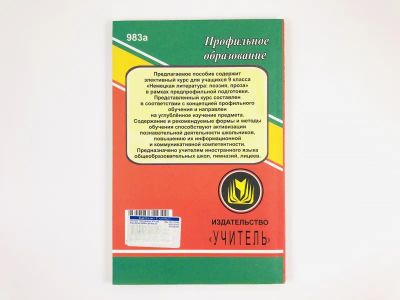 983а
Профильное
образование
Предлагаемое пособие содержит
элективный курс для учащихся 9 класса
«Немецкая литература: поэзия, проза»
в рамках предпрофильной подготовки.
Представленный курс составлен
в соответствии с концепцией профильного
обучения и направлен
на углублённое изучение предмета.
Содержание и рекомендуемые формы и методы
обучения способствуют активизации
познавательной деятельности школьников,
повышению их информационной
и коммуникативной компетентности.
Предназначено учителям иностранного языка
общеобразовательных школ, гимназий, лицеев.
ИЗДАТЕЛЬСТВО
«УЧИТЕЛЬ»